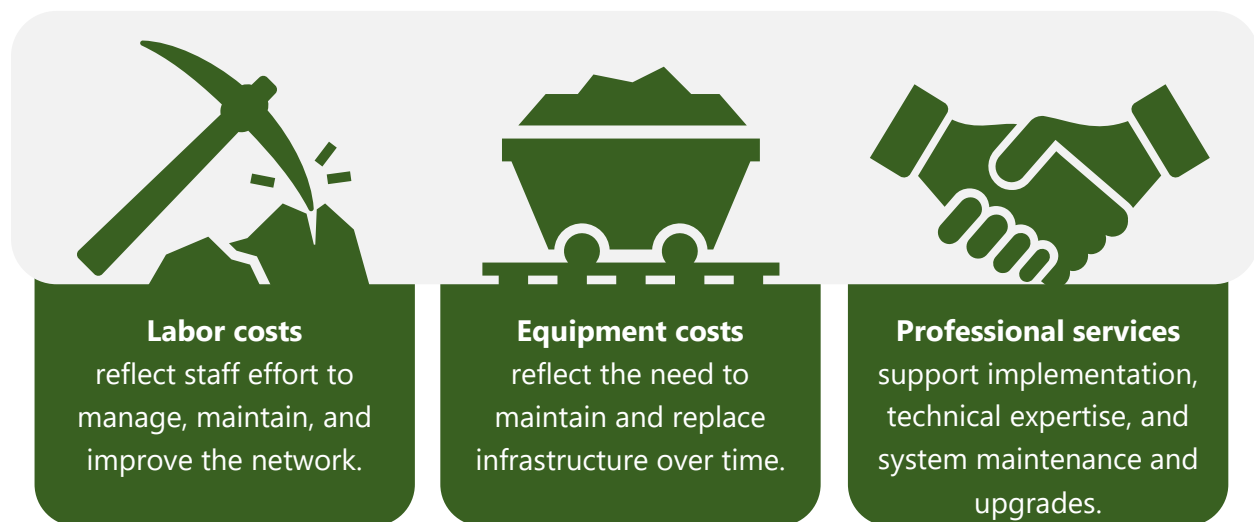 Labor costs
reflect staff effort to
manage, maintain, and
improve the network.
Equipment costs
reflect the need to
maintain and replace
infrastructure over time.
Professional services
support implementation,
technical expertise, and
system maintenance and
upgrades.